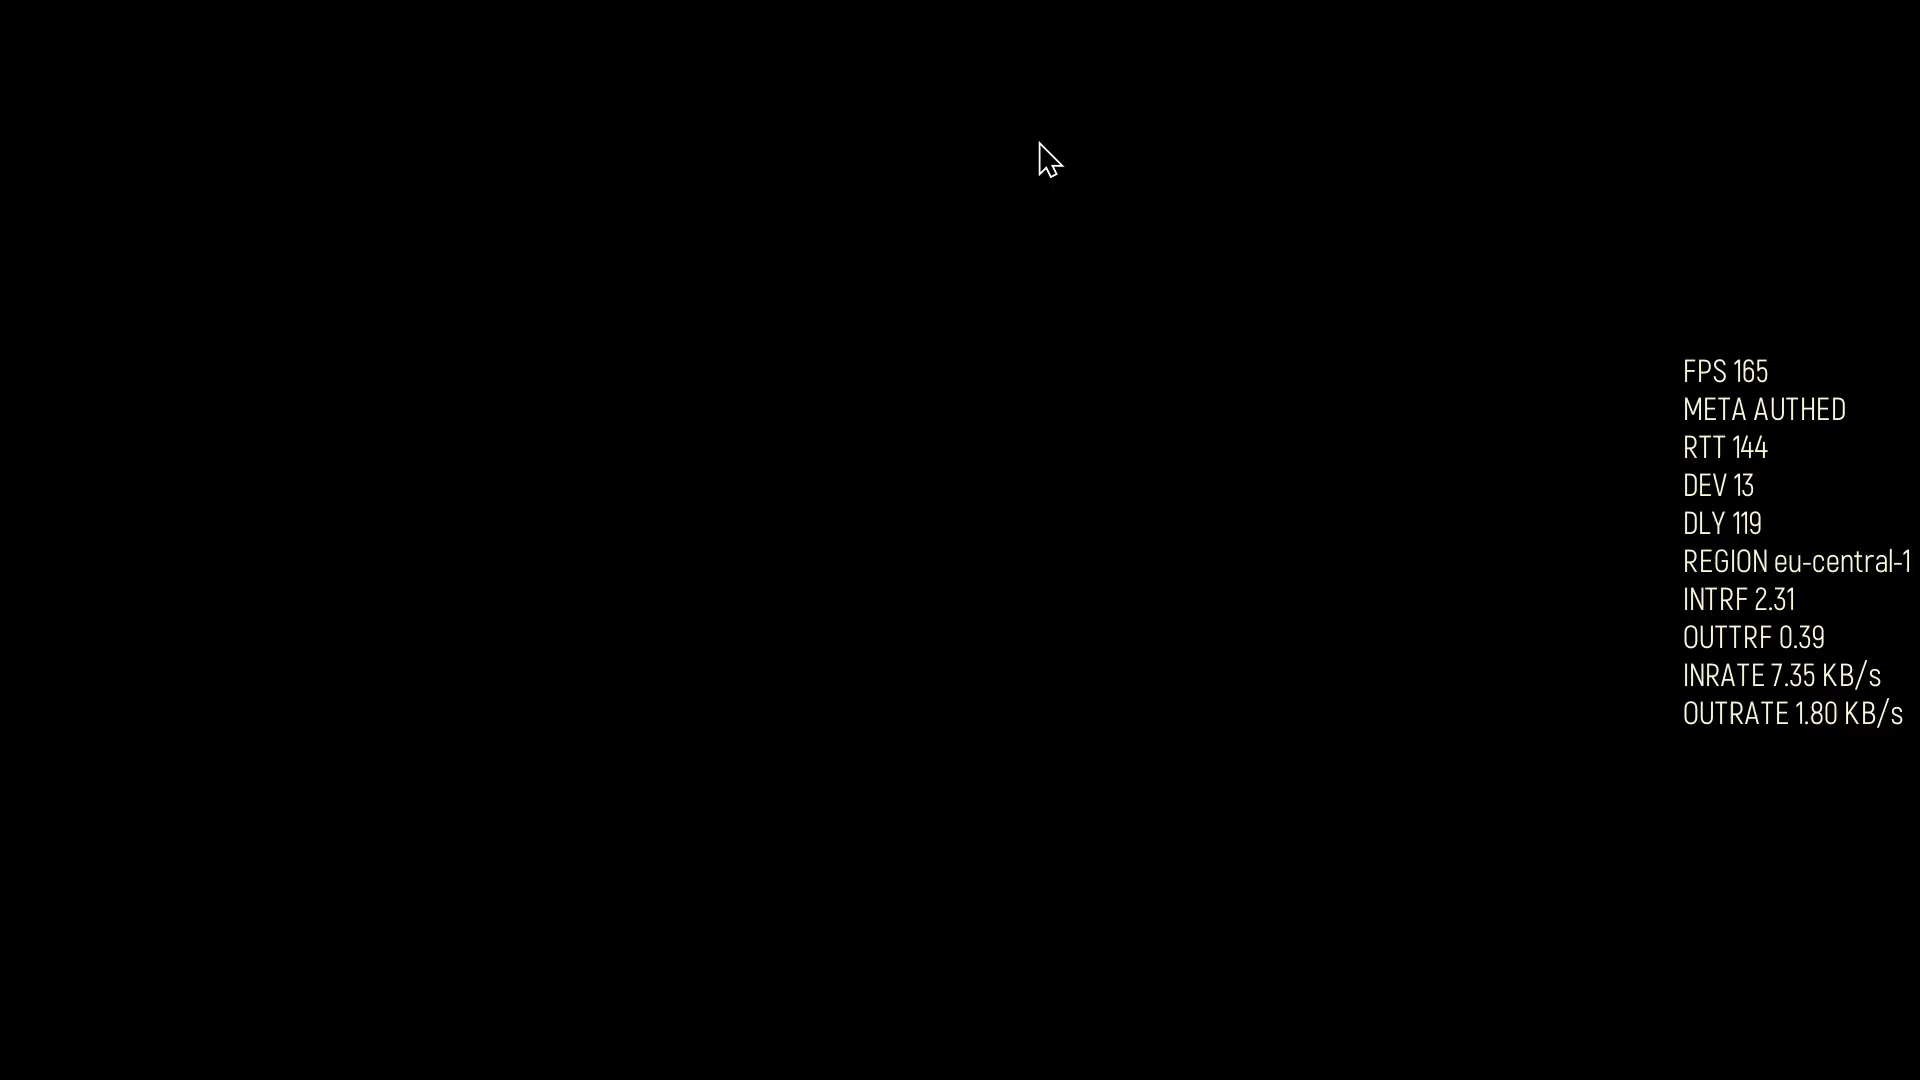 FPS 165
META AUTHED
RTT 144
DEV 13
DLY 119
REGION eu-central-1
INTRF 2.31
OUTTRF 0.39
INRATE 7.35 KB/s
OUTRATE 1.80 KB/s